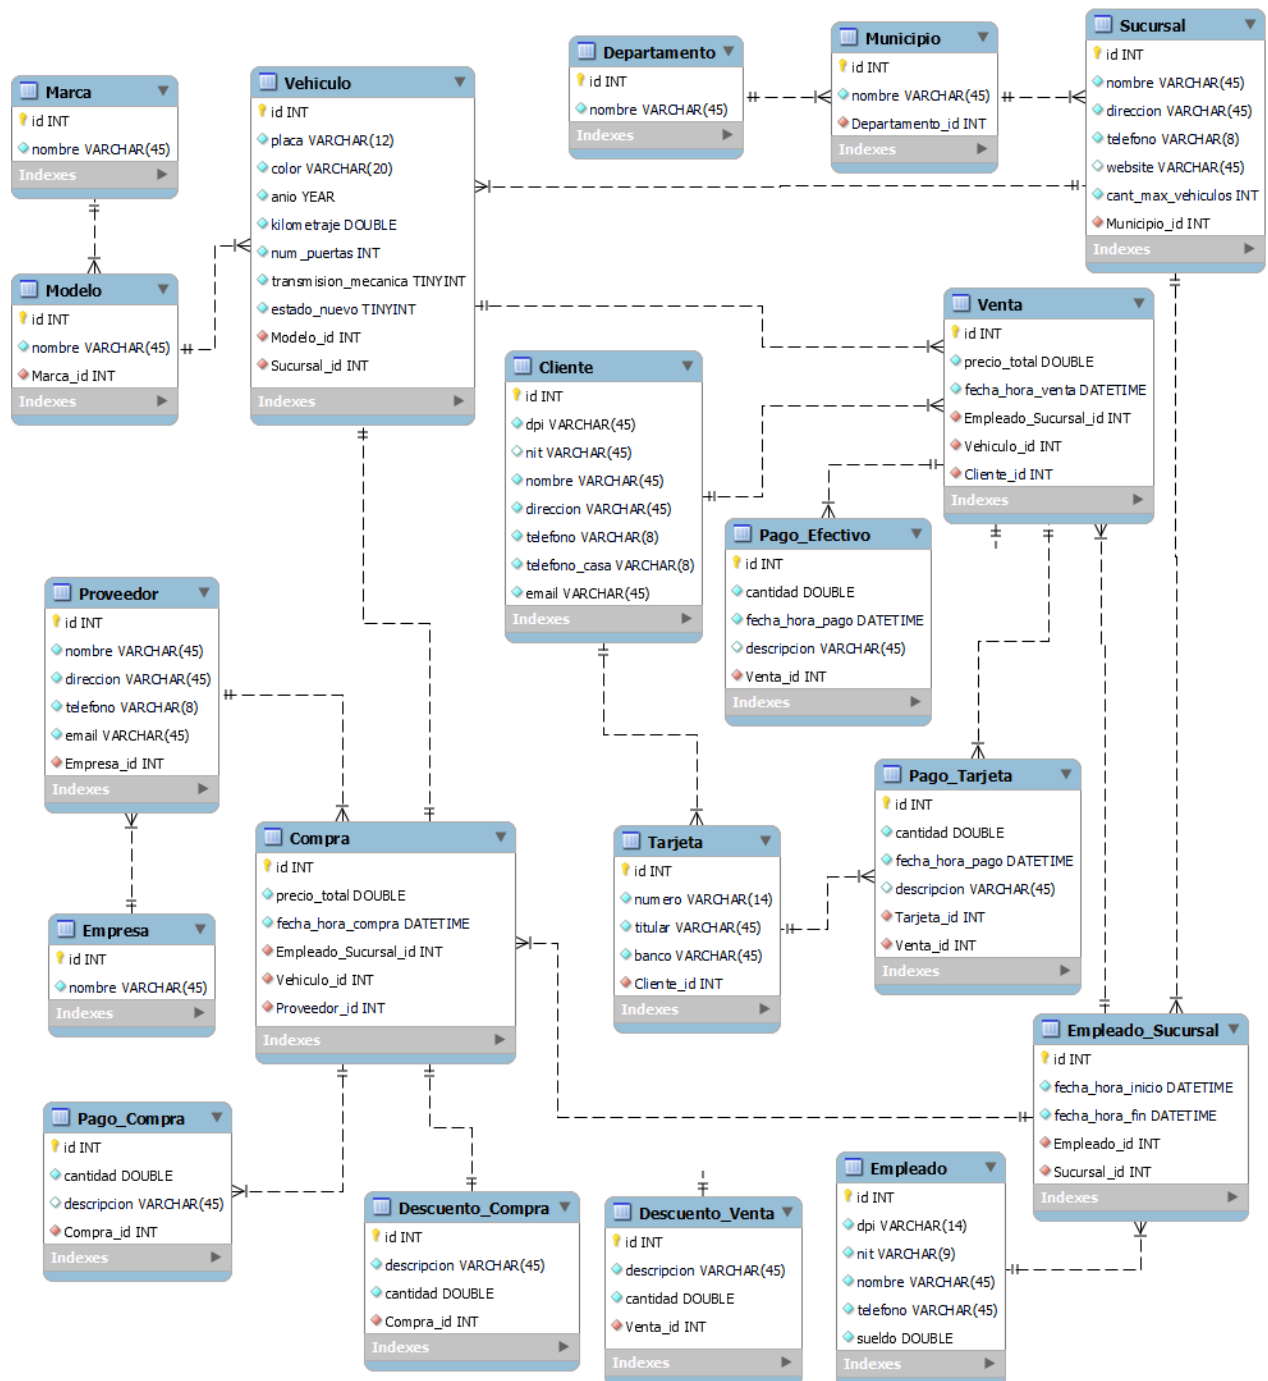 Marca
id INT
nombre VARCHAR(45)
Indexes
Vehiculo
id INT
placa VARCHAR(12)
color VARCHAR(20)
anio YEAR
kilometraje DOUBLE
num_puertas INT
transmision_mecanica TINYINT
estado_nuevo TINYINT
Modelo_id INT
Sucursal_id INT
Indexes
Departamento
id INT
nombre VARCHAR(45)
Indexes
Municipio
id INT
nombre VARCHAR(45)
Departamento_id INT
Indexes
Sucursal
id INT
nombre VARCHAR(45)
direccion VARCHAR(45)
telefono VARCHAR(8)
website VARCHAR(45)
cant_max_vehiculos INT
Municipio_id INT
Indexes
Modelo
id INT
nombre VARCHAR(45)
Marca_id INT
Indexes
Cliente
id INT
dpi VARCHAR(45)
nit VARCHAR(45)
nombre VARCHAR(45)
direccion VARCHAR(45)
telefono VARCHAR(8)
telefono_casa VARCHAR(8)
email VARCHAR(45)
Indexes
Venta
id INT
precio_total DOUBLE
fecha_hora_venta DATETIME
Empleado_Sucursal_id INT
Vehiculo_id INT
Cliente_id INT
Indexes
Pago_Efectivo
id INT
cantidad DOUBLE
fecha_hora_pago DATETIME
descripcion VARCHAR(45)
Venta_id INT
Indexes
Proveedor
id INT
nombre VARCHAR(45)
direccion VARCHAR(45)
telefono VARCHAR(8)
email VARCHAR(45)
Empresa_id INT
Indexes
Empresa
id INT
nombre VARCHAR(45)
Indexes
Compra
id INT
precio_total DOUBLE
fecha_hora_compra DATETIME
Empleado_Sucursal_id INT
Vehiculo_id INT
Proveedor_id INT
Indexes
Tarjeta
id INT
numero VARCHAR(14)
titular VARCHAR(45)
banco VARCHAR(45)
Cliente_id INT
Indexes
Pago_Tarjeta
id INT
cantidad DOUBLE
fecha_hora_pago DATETIME
descripcion VARCHAR(45)
Tarjeta_id INT
Venta_id INT
Indexes
Empleado_Sucursal
id INT
fecha_hora_inicio DATETIME
fecha_hora_fin DATETIME
Empleado_id INT
Sucursal_id INT
Indexes
Pago_Compra
id INT
cantidad DOUBLE
descripcion VARCHAR(45)
Compra_id INT
Indexes
Descuento_Compra
id INT
descripcion VARCHAR(45)
cantidad DOUBLE
Compra_id INT
Indexes
Descuento_Venta
id INT
descripcion VARCHAR(45)
cantidad DOUBLE
Venta_id INT
Indexes
Empleado
id INT
dpi VARCHAR(14)
nit VARCHAR(9)
nombre VARCHAR(45)
telefono VARCHAR(45)
sueldo DOUBLE
Indexes